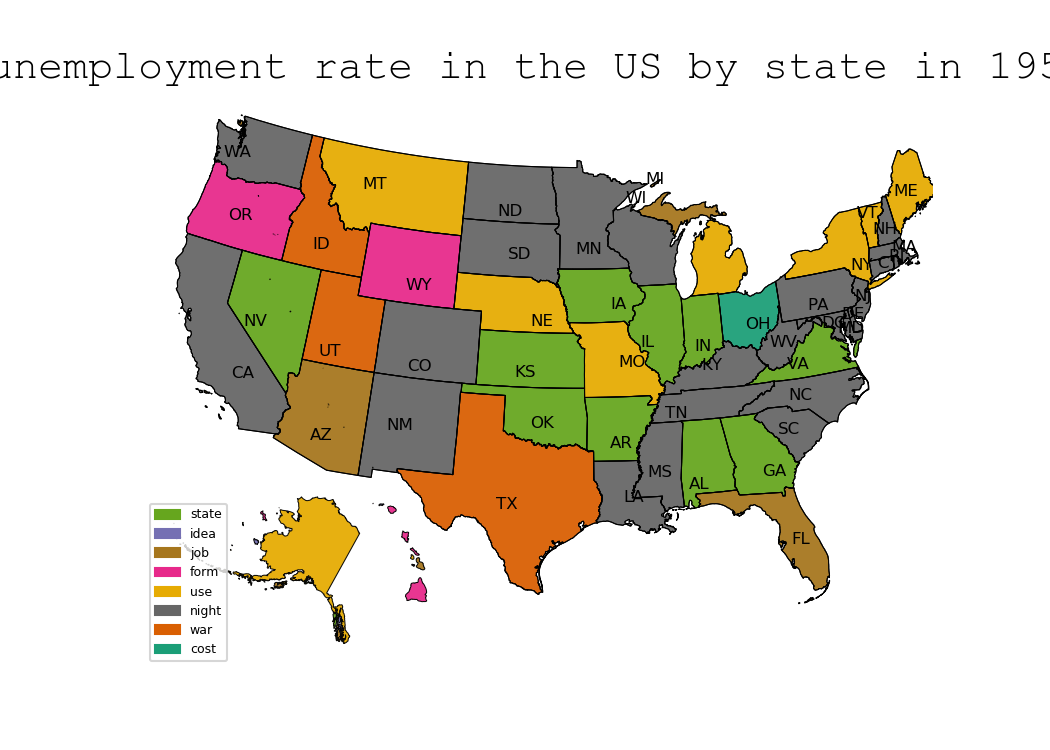 unemployment rate in the US by state in 195
WA
MT
ND
MI
WI
ME
OR
ID
SD
MN
VT
NH
MA
NY
CT
WY
NV
NE
IA
PA
NJ
OH
IL
IN
WV
MD
UT
CO
KS
MO
KY
VA
CA
AZ
NM
OK
AR
TN
NC
SC
TX
LA
MS
AL
GA
FL
state
idea
job
form
use
night
war
cost